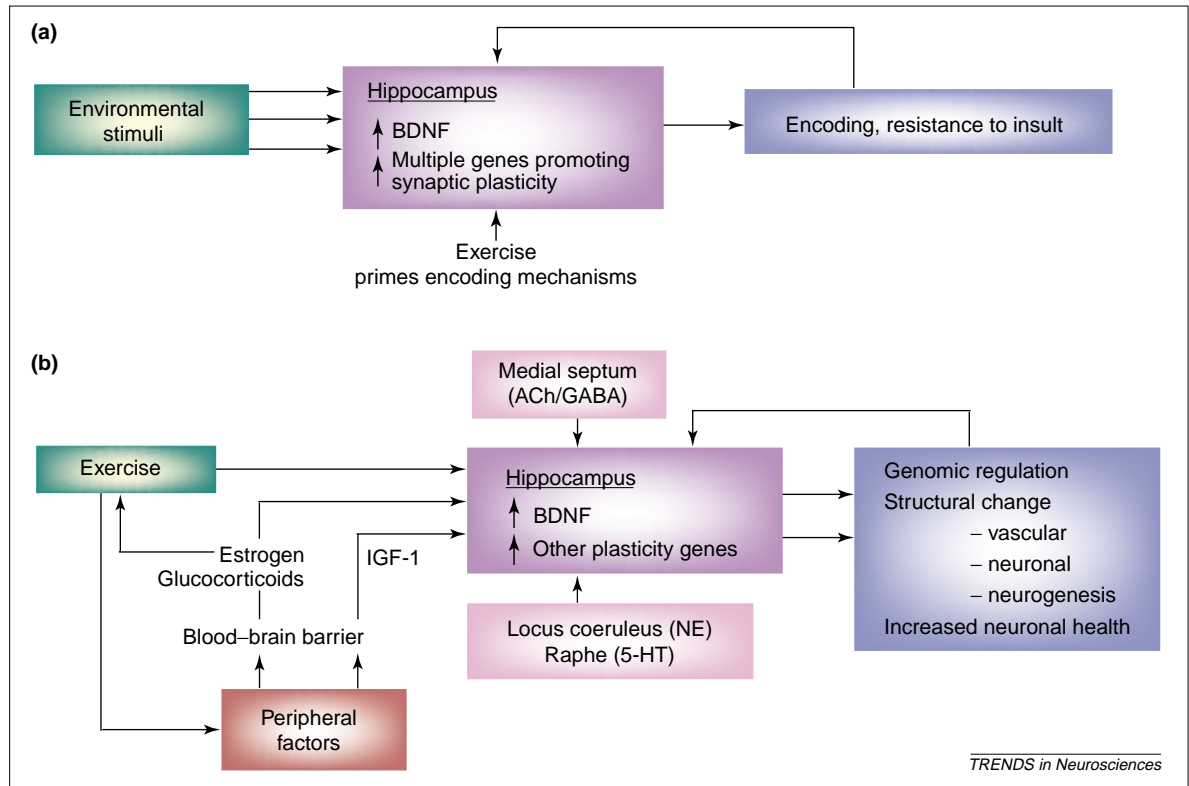 (a)
Environmental
stimuli
Hippocampus
BDNF
Multiple genes promoting
synaptic plasticity
Encoding, resistance to insult
Exercise
primes encoding mechanisms
(b)
Medial septum
(ACh/GABA)
Exercise
Hippocampus
BDNF
Other plasticity genes
Genomic regulation
Structural change
– vascular
– neuronal
– neurogenesis
Increased neuronal health
Estrogen
Glucocorticoids
IGF-1
Blood–brain barrier
Locus coeruleus (NE)
Raphe (5-HT)
Peripheral
factors
TRENDS in Neurosciences